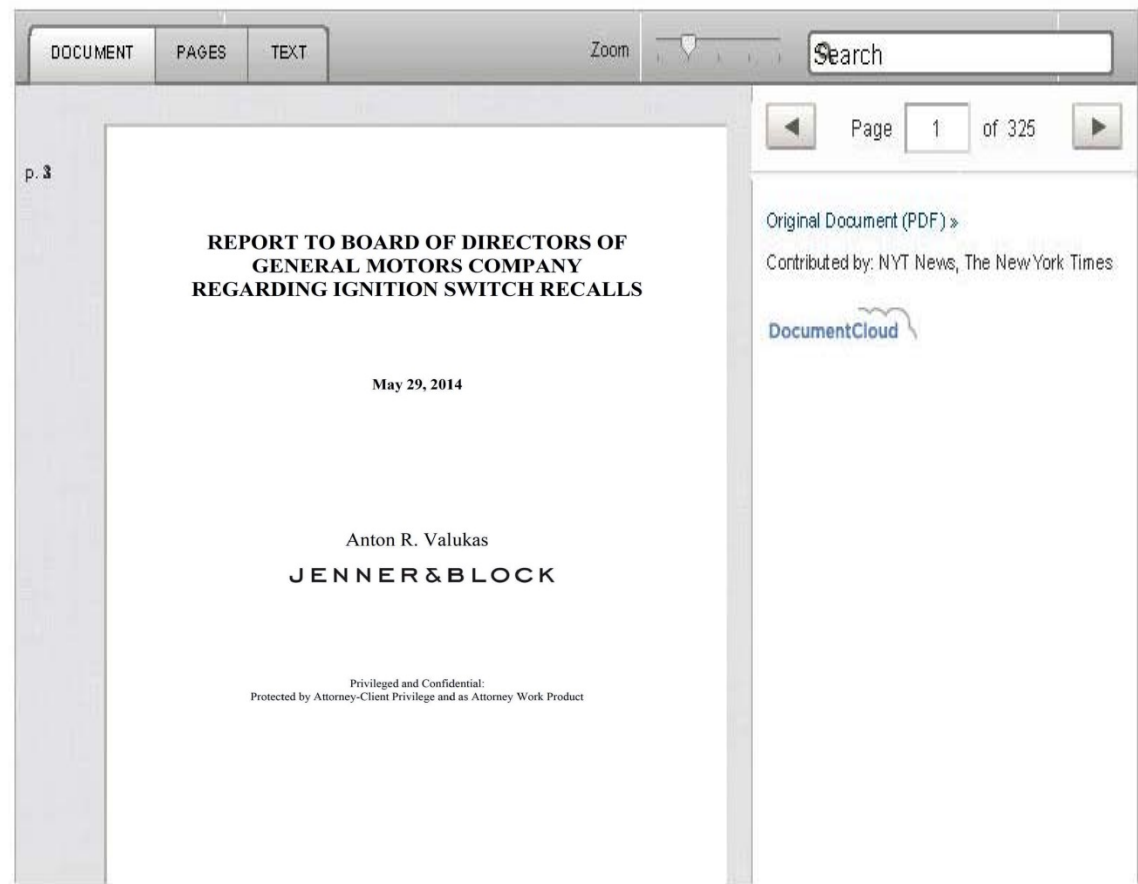 DOCUMENT
PAGES
TEXT
Zoom
Search
Page 1 of 325
p.
REPORT TO BOARD OF DIRECTORS OF
GENERAL MOTORS COMPANY
REGARDING IGNITION SWITCH RECALLS
May 29, 2014
Anton R. Valukas
JENNER&BLOCK
Privileged and Confidential:
Protected by Attorney-Client Privilege and as Attorney Work Product
Original Document (PDF) »
Contributed by: NYT News, The New York Times
DocumentCloud